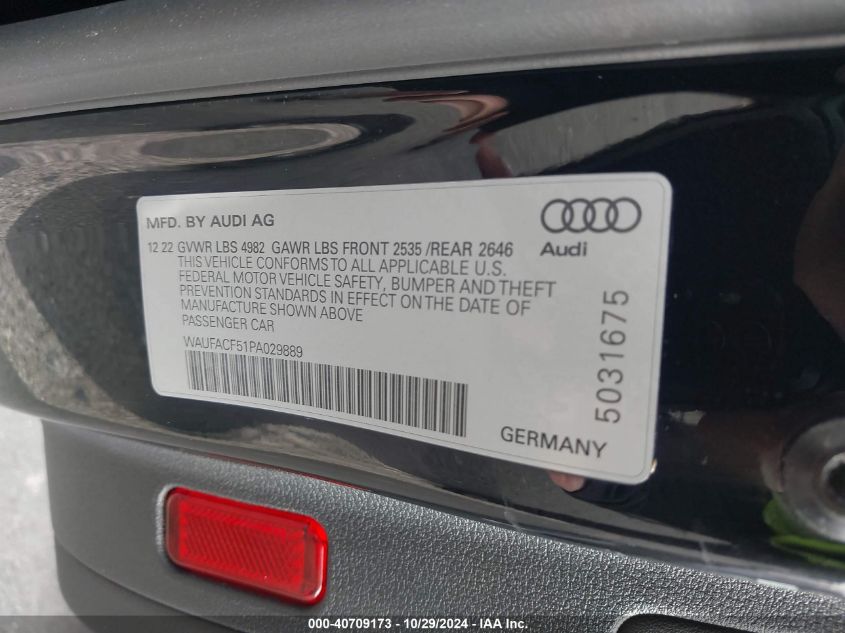 MFD. BY AUDI AG
Audi
12 22 GVWR LBS 4982 GAWR LBS FRONT 2535 /REAR 2646
THIS VEHICLE CONFORMS TO ALL APPLICABLE U.S.
FEDERAL MOTOR VEHICLE SAFETY, BUMPER AND THEFT
PREVENTION STANDARDS IN EFFECT ON THE DATE OF
MANUFACTURE SHOWN ABOVE
PASSENGER CAR
WAUFACF51PA029889
5031675
GERMANY
000-40709173 - 10/29/2024 - IAAI, Inc.